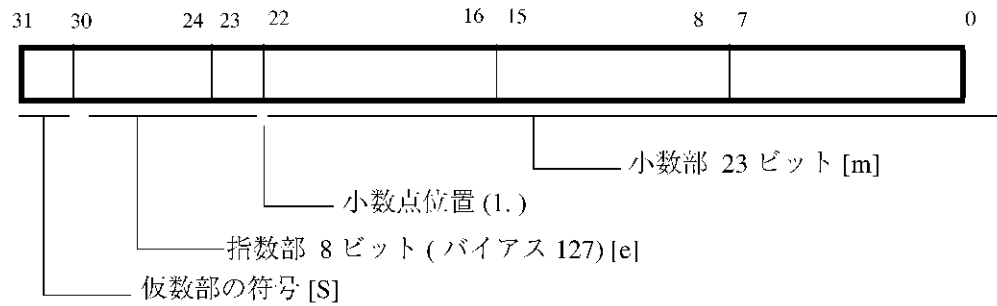 31 30 24 23 22 16 15 8 7 0
小数部 23 ビット [m]
小数点位置 (1. )
指数部 8 ビット ( バイアス 127) [e]
仮数部の符号 [S]